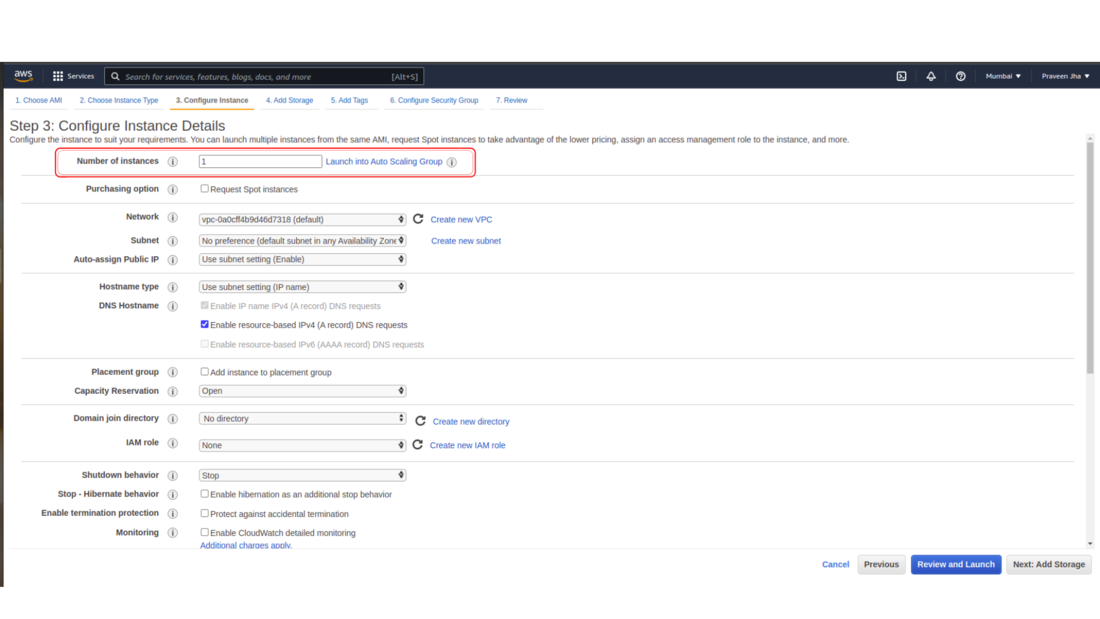 aws Services Search for services, features, blogs, docs, and more [Alt+S] Mumbai Praveen Jha
1. Choose AMI 2. Choose Instance Type 3. Configure Instance 4. Add Storage 5. Add Tags 6. Configure Security Group 7. Review
Step 3: Configure Instance Details
Configure the instance to suit your requirements. You can launch multiple instances from the same AMI, request Spot instances to take advantage of the lower pricing, assign an access management role to the instance, and more.
Number of instances 1 Launch into Auto Scaling Group
Purchasing option Request Spot instances
Network vpc-0a0cff4b9d46d7318 (default) Create new VPC
Subnet No preference (default subnet in any Availability Zone Create new subnet
Auto-assign Public IP Use subnet setting (Enable)
Hostname type Use subnet setting (IP name)
DNS Hostname Enable IP name IPv4 (A record) DNS requests
Enable resource-based IPv4 (A record) DNS requests
Enable resource-based IPv6 (AAAA record) DNS requests
Placement group Add instance to placement group
Capacity Reservation Open
Domain join directory No directory Create new directory
IAM role None Create new IAM role
Shutdown behavior Stop
Stop - Hibernate behavior Enable hibernation as an additional stop behavior
Enable termination protection Protect against accidental termination
Monitoring Enable CloudWatch detailed monitoring
Additional charges apply.
Cancel Previous Review and Launch Next: Add Storage